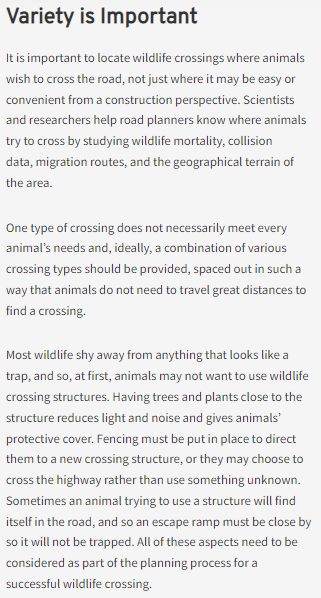 Variety is Important
It is important to locate wildlife crossings where animals
wish to cross the road, not just where it may be easy or
convenient from a construction perspective. Scientists
and researchers help road planners know where animals
try to cross by studying wildlife mortality, collision
data, migration routes, and the geographical terrain of
the area.
One type of crossing does not necessarily meet every
animal’s needs and, ideally, a combination of various
crossing types should be provided, spaced out in such a
way that animals do not need to travel great distances to
find a crossing.
Most wildlife shy away from anything that looks like a
trap, and so, at first, animals may not want to use wildlife
crossing structures. Having trees and plants close to the
structure reduces light and noise and gives animals’
protective cover. Fencing must be put in place to direct
them to a new crossing structure, or they may choose to
cross the highway rather than use something unknown.
Sometimes an animal trying to use a structure will find
itself in the road, and so an escape ramp must be close by
so it will not be trapped. All of these aspects need to be
considered as part of the planning process for a
successful wildlife crossing.